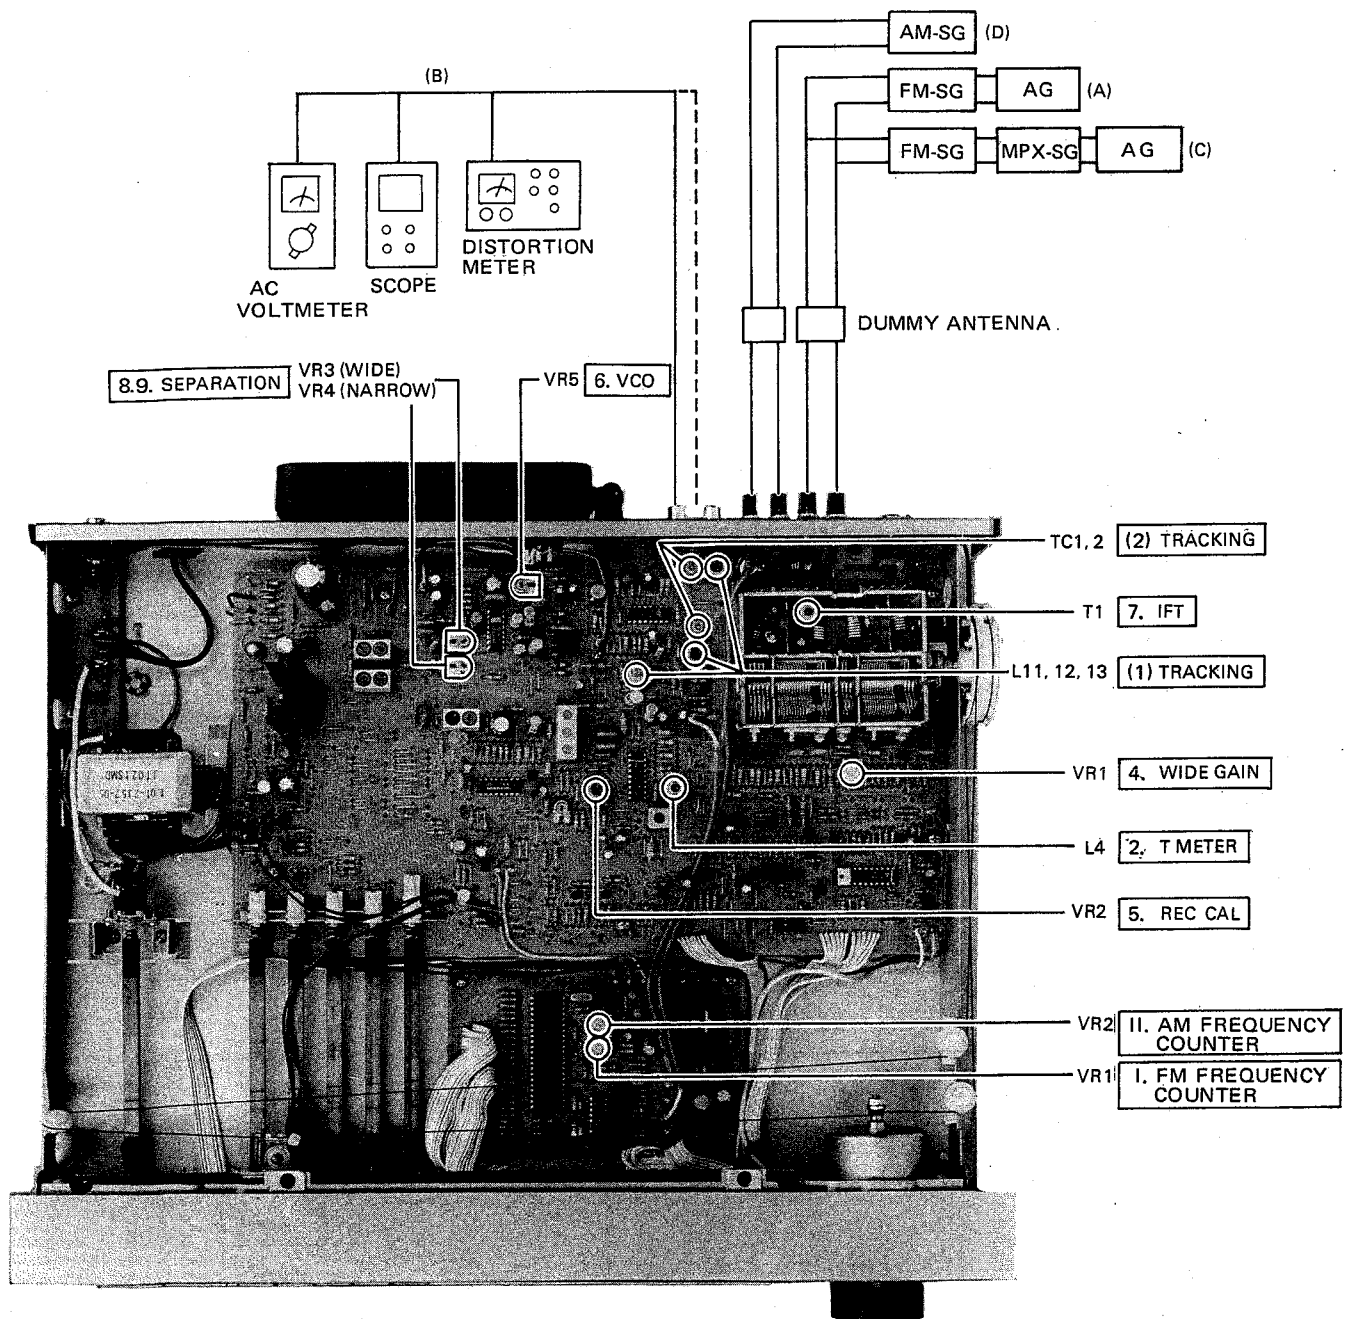 AM-SG (D)
(B)
FM-SG AG (A)
FM-SG MPX-SG AG (C)
AC
VOLTMETER
SCOPE
DISTORTION
METER
DUMMY ANTENNA.
8.9. SEPARATION
VR3 (WIDE)
VR4 (NARROW)
VR5 6. VCO
TC1, 2 (2) TRACKING
T1 7. IFT
L11, 12, 13 (1) TRACKING
VR1 4. WIDE GAIN
L4 2. T METER
VR2 5. REC CAL
VR2 II. AM FREQUENCY
COUNTER
VR1 I. FM FREQUENCY
COUNTER